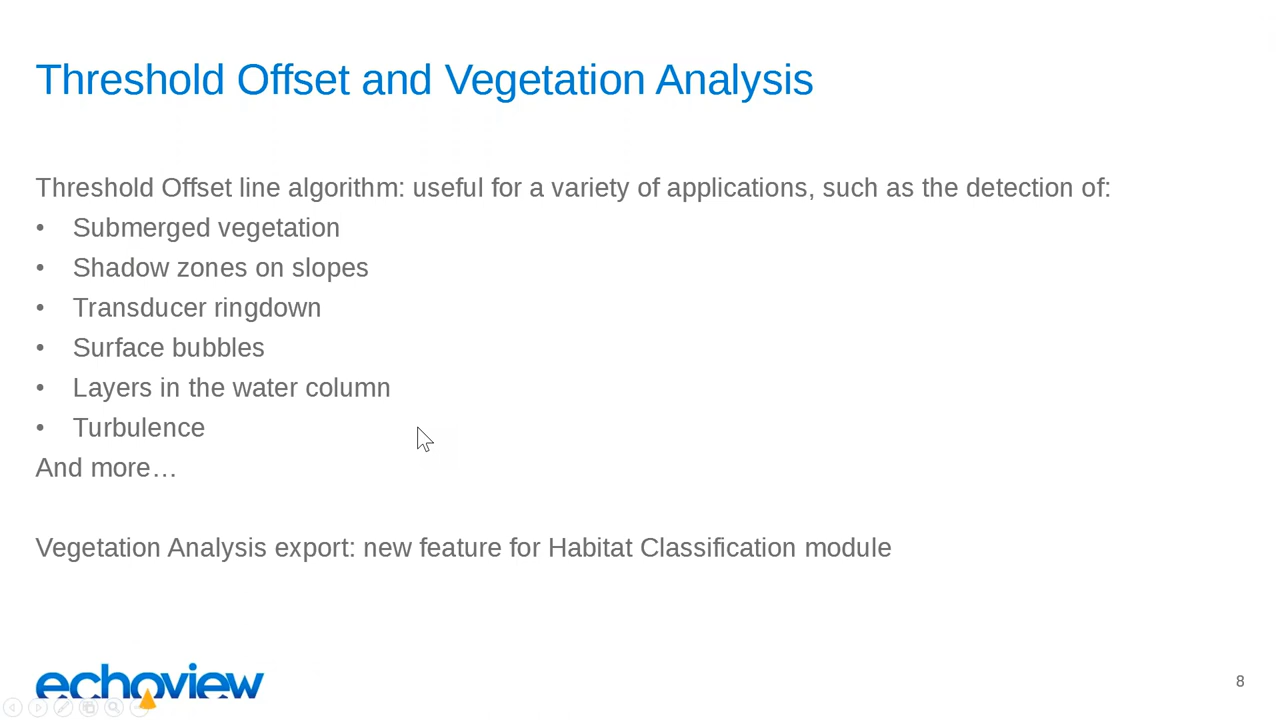 Threshold Offset and Vegetation Analysis
Threshold Offset line algorithm: useful for a variety of applications, such as the detection of:
• Submerged vegetation
• Shadow zones on slopes
• Transducer ringdown
• Surface bubbles
• Layers in the water column
• Turbulence
And more…
Vegetation Analysis export: new feature for Habitat Classification module
echoview
8